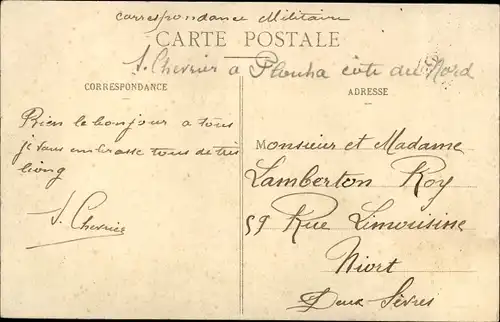 correspondance Militaire
CARTE POSTALE
J. Chevrier a Plouha côte du Nord
CORRESPONDANCE
ADRESSE
Rien le bonjour a tous
je vous embrasse tous de très
loing
J. Chevrier
Monsieur et Madame
Lamberton Roy
59 Rue Limousine
Niort
Deux Sèvres